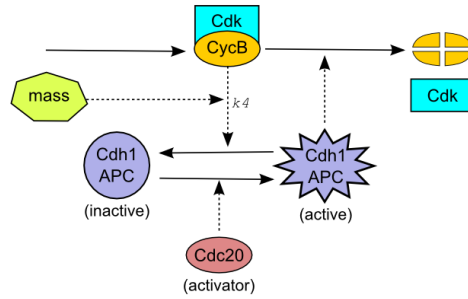 Cdk
CycB
mass
k4
Cdk
Cdh1
APC
(inactive)
Cdh1
APC
(active)
Cdc20
(activator)